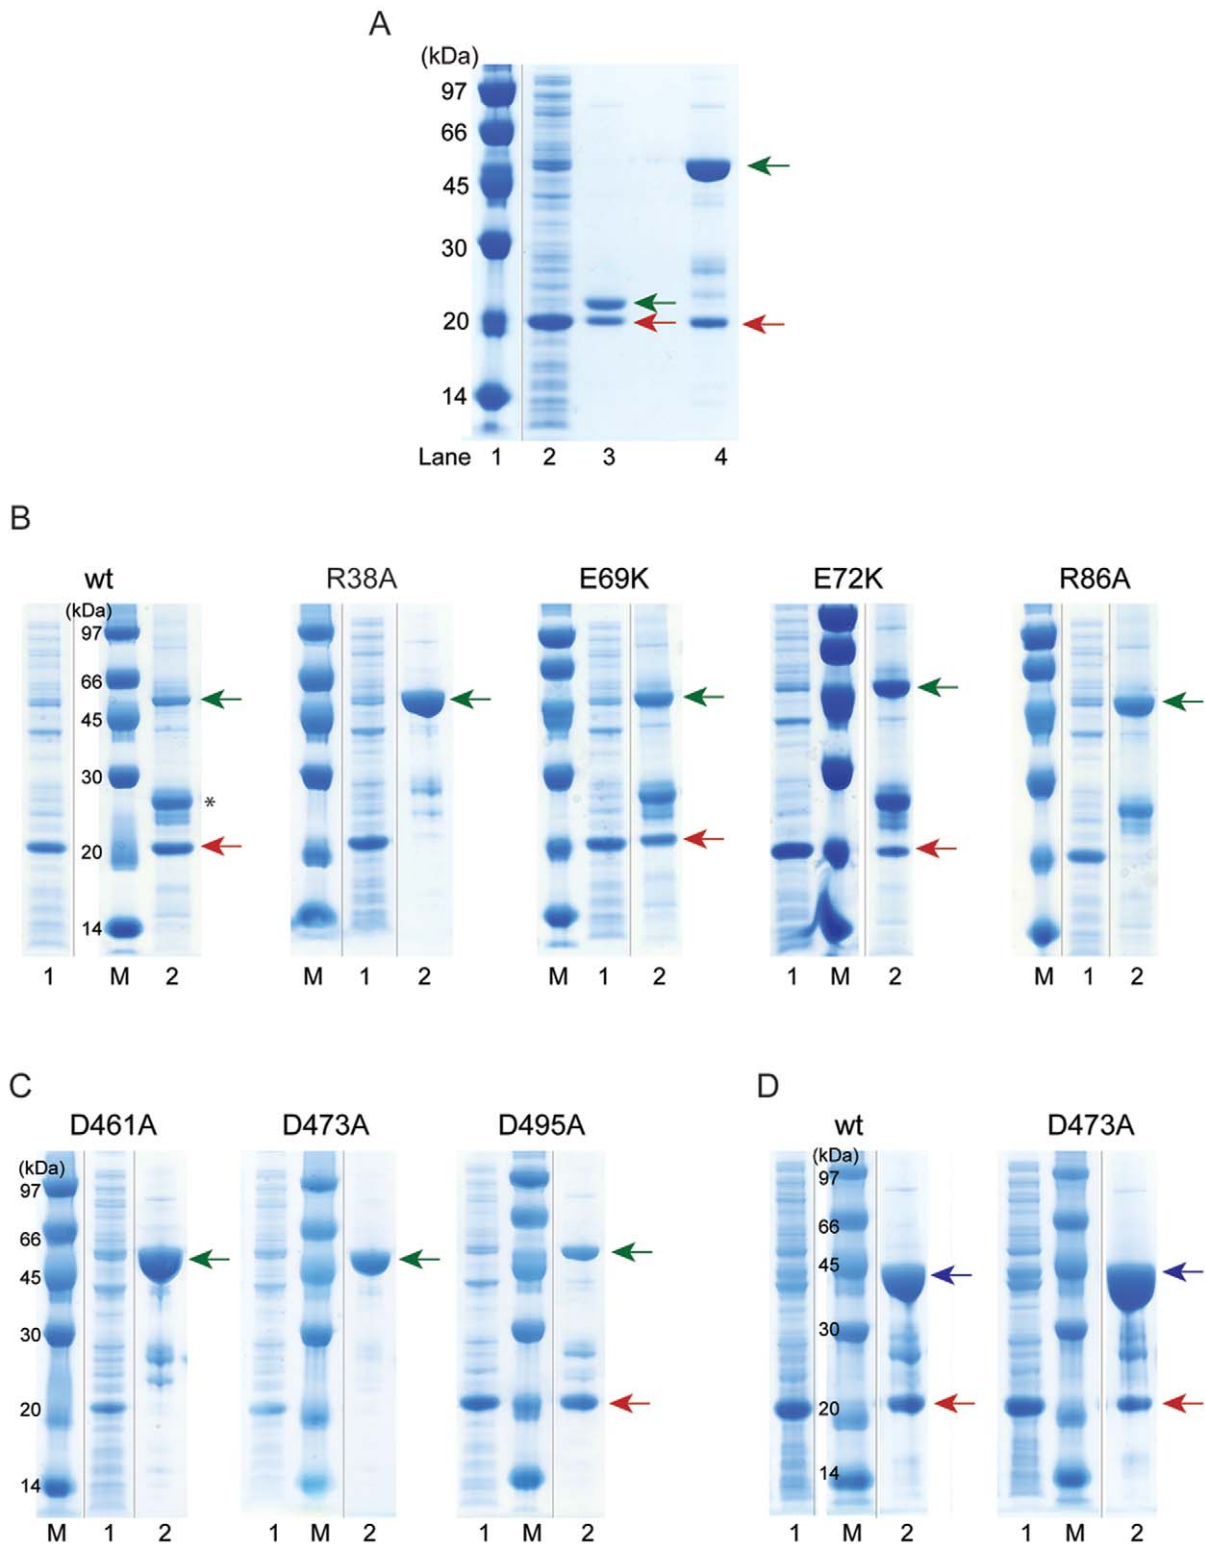 A
(kDa)
97
66
45
30
20
14
Lane 1 2 3 4
B
wt R38A E69K E72K R86A
(kDa)
97
66
45
30
*
20
14
1 M 2 M 1 2 M 1 2 1 M 2 M 1 2
C D
D461A D473A D495A wt D473A
(kDa) (kDa)
97 97
66 66
45 45
30 30
20 20
14 14
M 1 2 1 M 2 1 M 2 1 M 2 1 M 2